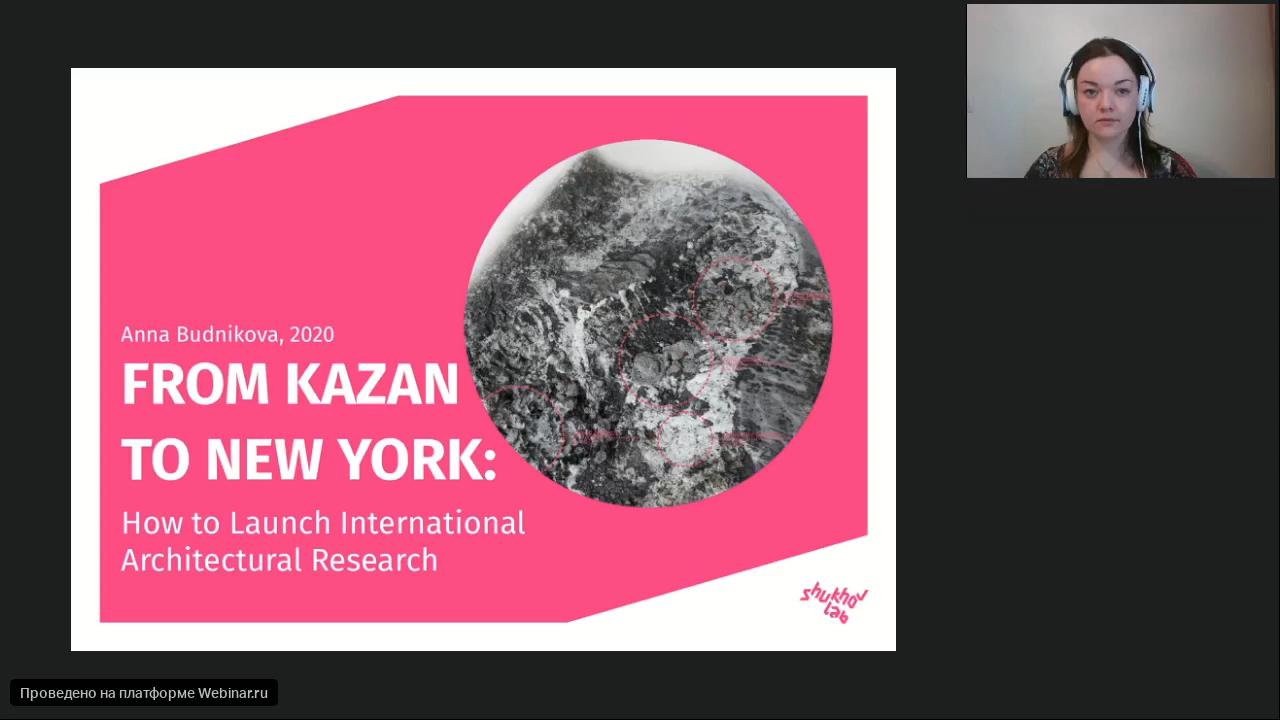 Anna Budnikova, 2020
FROM KAZAN
TO NEW YORK:
How to Launch International
Architectural Research
shukhov
lab
Проведено на платформе Webinar.ru